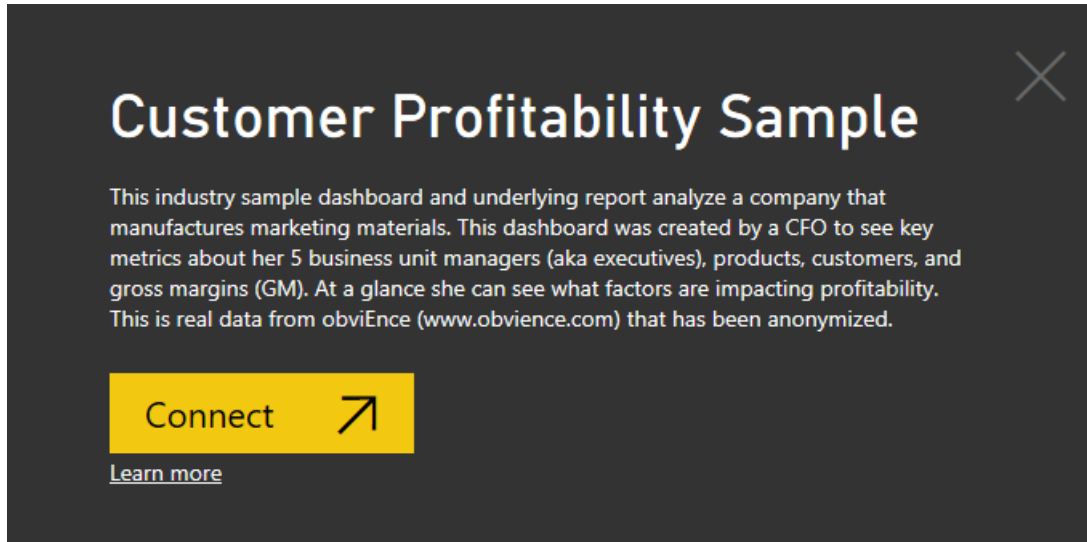 Customer Profitability Sample
This industry sample dashboard and underlying report analyze a company that
manufactures marketing materials. This dashboard was created by a CFO to see key
metrics about her 5 business unit managers (aka executives), products, customers, and
gross margins (GM). At a glance she can see what factors are impacting profitability.
This is real data from obviEnce (www.obvience.com) that has been anonymized.
Connect
Learn more